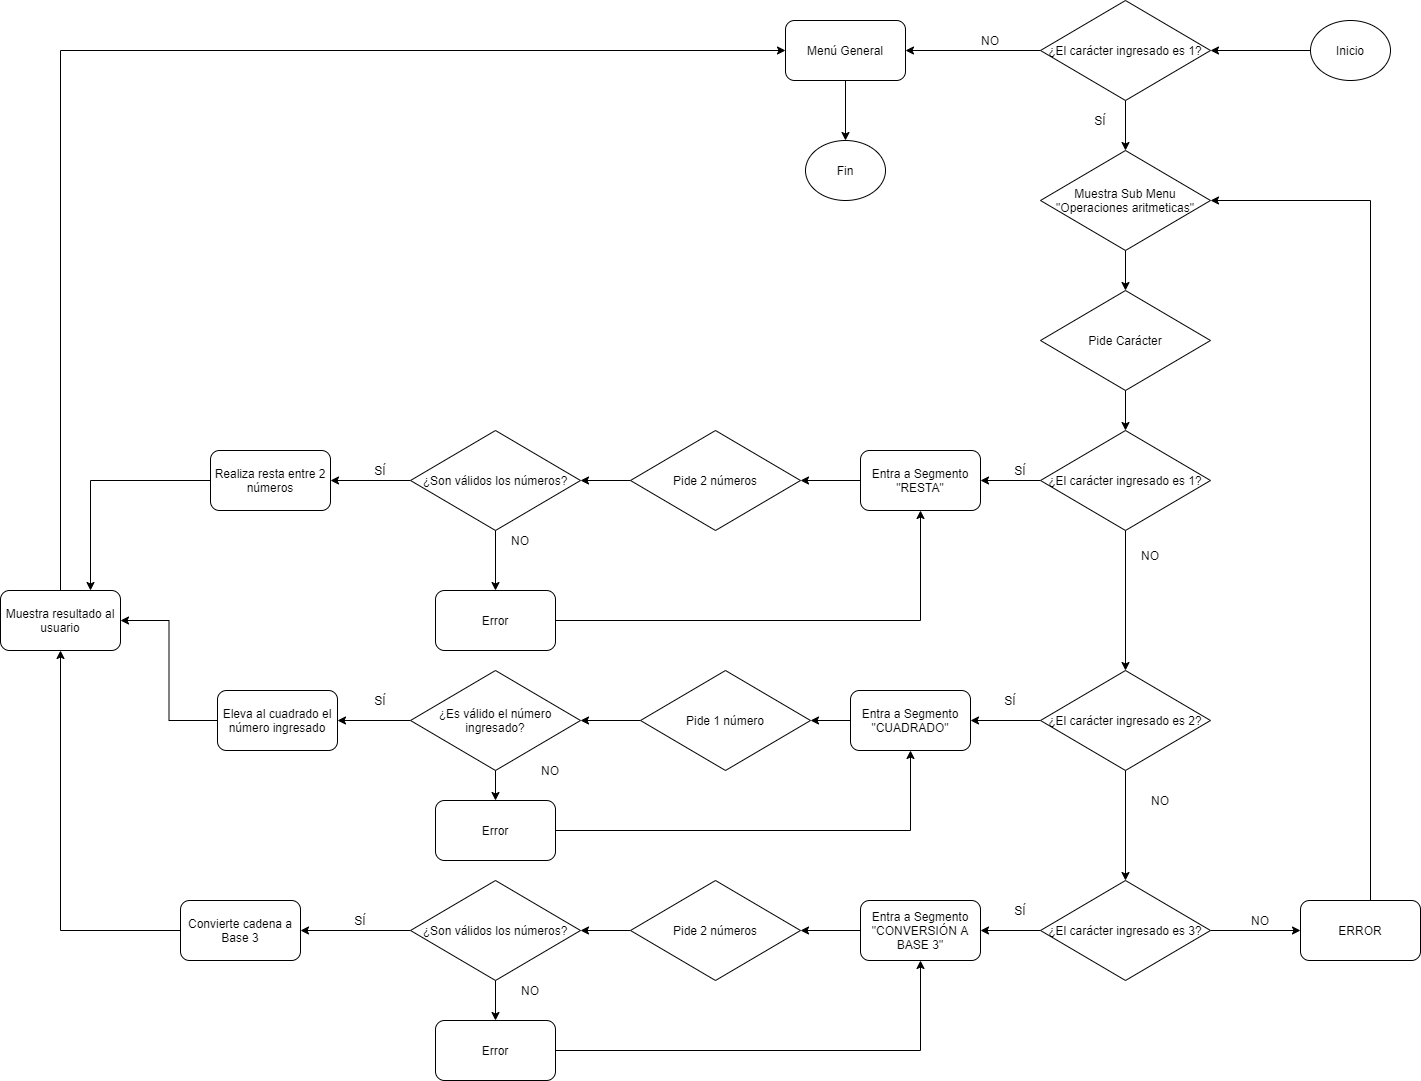 Menú General
NO
¿El carácter ingresado es 1?
Inicio
SÍ
Fin
Muestra Sub Menu
"Operaciones aritmeticas"
Pide Carácter
Realiza resta entre 2
números
SÍ
¿Son válidos los números?
Pide 2 números
Entra a Segmento
"RESTA"
SÍ
¿El carácter ingresado es 1?
NO
NO
Muestra resultado al
usuario
Error
Eleva al cuadrado el
número ingresado
SÍ
¿Es válido el número
ingresado?
Pide 1 número
Entra a Segmento
"CUADRADO"
SÍ
¿El carácter ingresado es 2?
NO
NO
Error
Convierte cadena a
Base 3
SÍ
¿Son válidos los números?
Pide 2 números
Entra a Segmento
"CONVERSIÓN A
BASE 3"
SÍ
¿El carácter ingresado es 3?
NO
ERROR
NO
Error